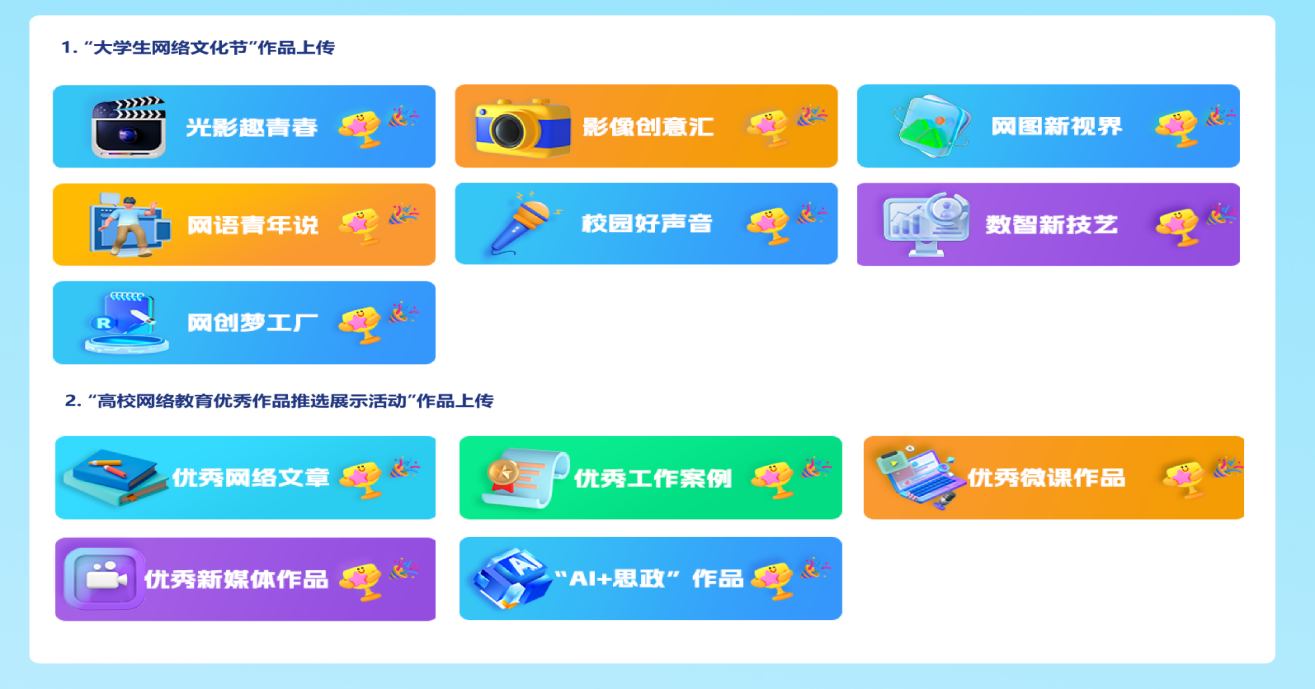 1. “大学生网络文化节”作品上传
光影趣青春
影像创意汇
网图新视界
网语青年说
校园好声音
数智新技艺
网创梦工厂
R
2. “高校网络教育优秀作品推选展示活动”作品上传
优秀网络文章
优秀工作案例
优秀微课作品
优秀新媒体作品
AI
“AI+思政” 作品